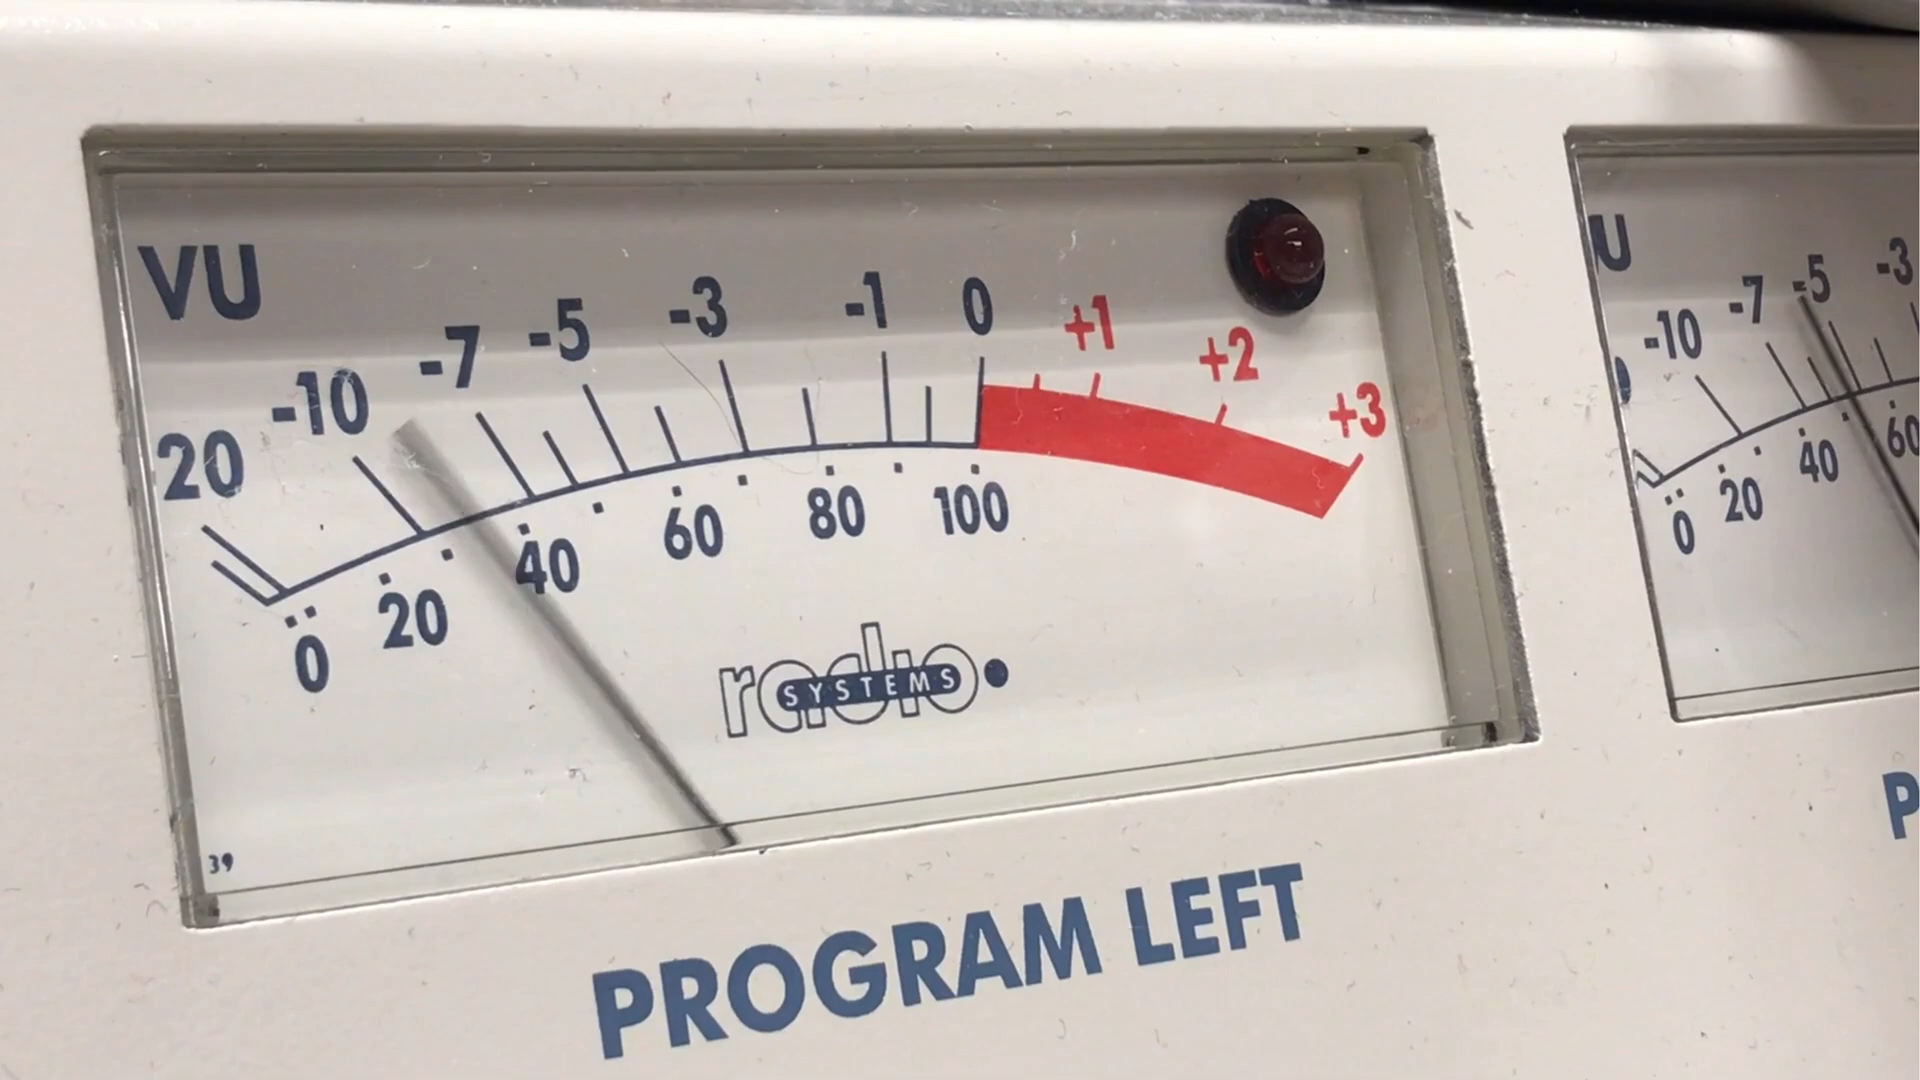 VU
20 -10 -7 -5 -3 -1 0 +1 +2 +3
0 20 40 60 80 100
radio
SYSTEMS
39
PROGRAM LEFT
U
-10 -7 -5 -3
0 20 40 60
P